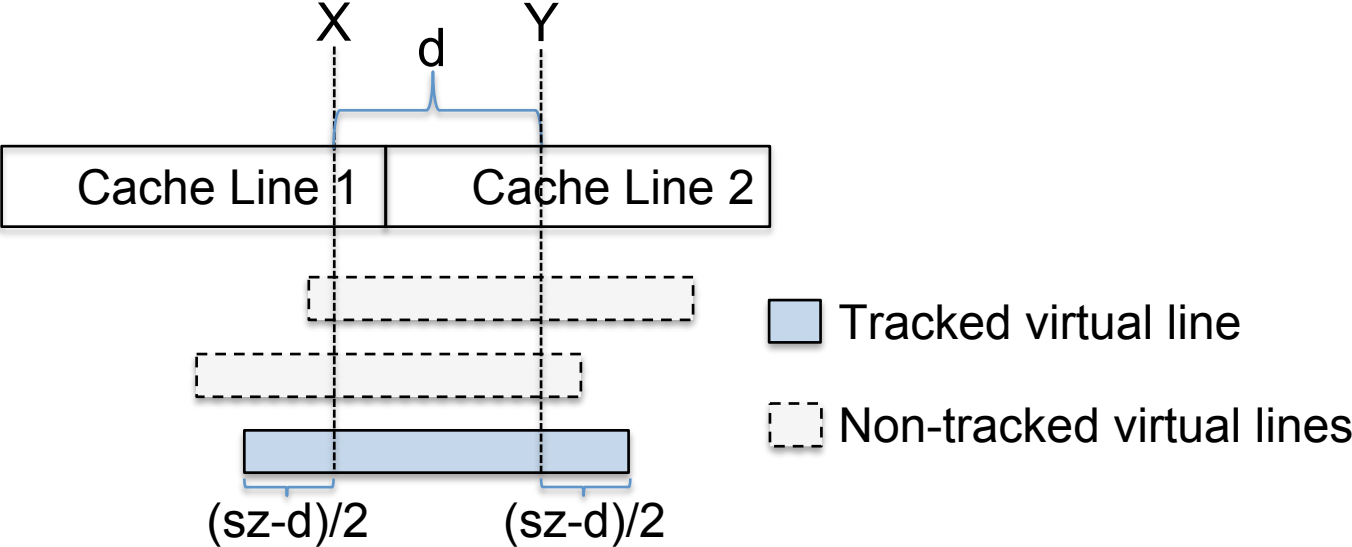 X
Y
d
Cache Line 1
Cache Line 2
Tracked virtual line
Non-tracked virtual lines
(sz-d)/2
(sz-d)/2